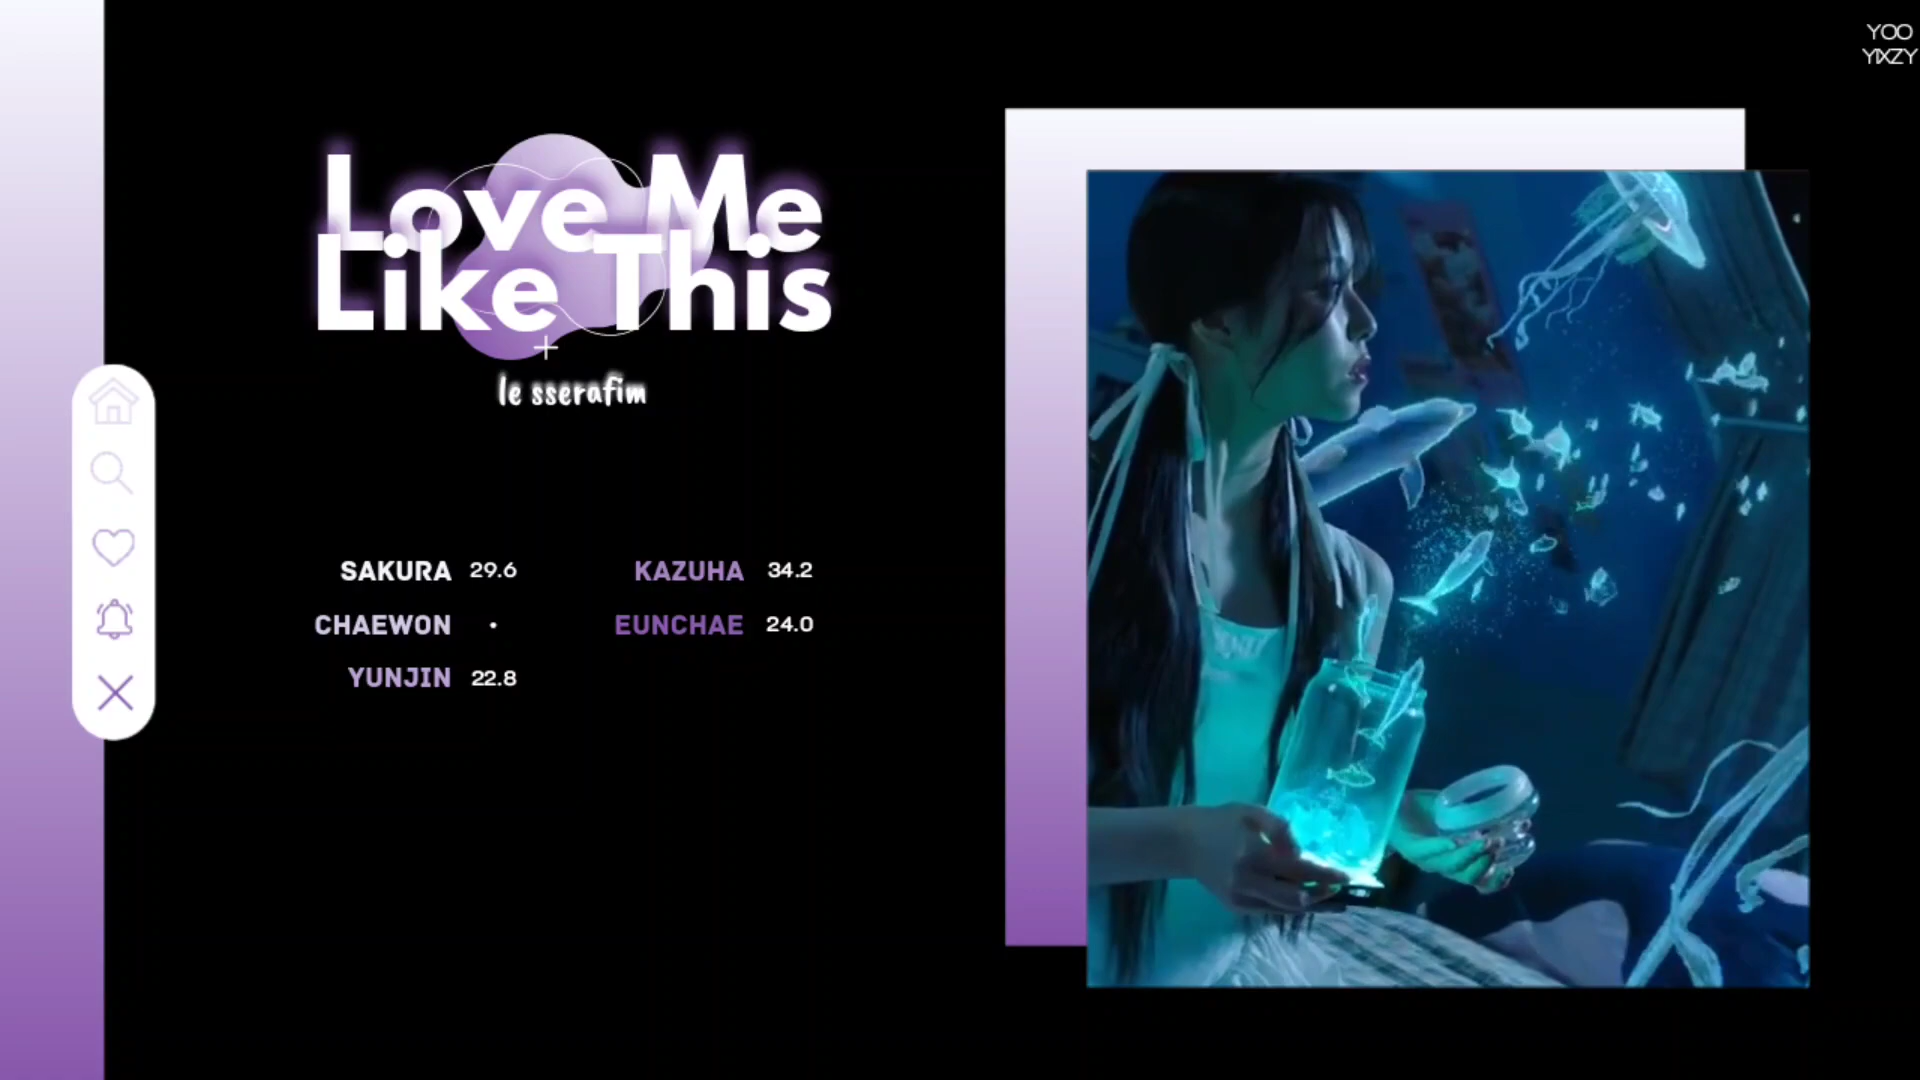 YOO
YIXZY
Love Me
Like This
le sserafim
SAKURA 29.6
CHAEWON •
YUNJIN 22.8
KAZUHA 34.2
EUNCHAE 24.0